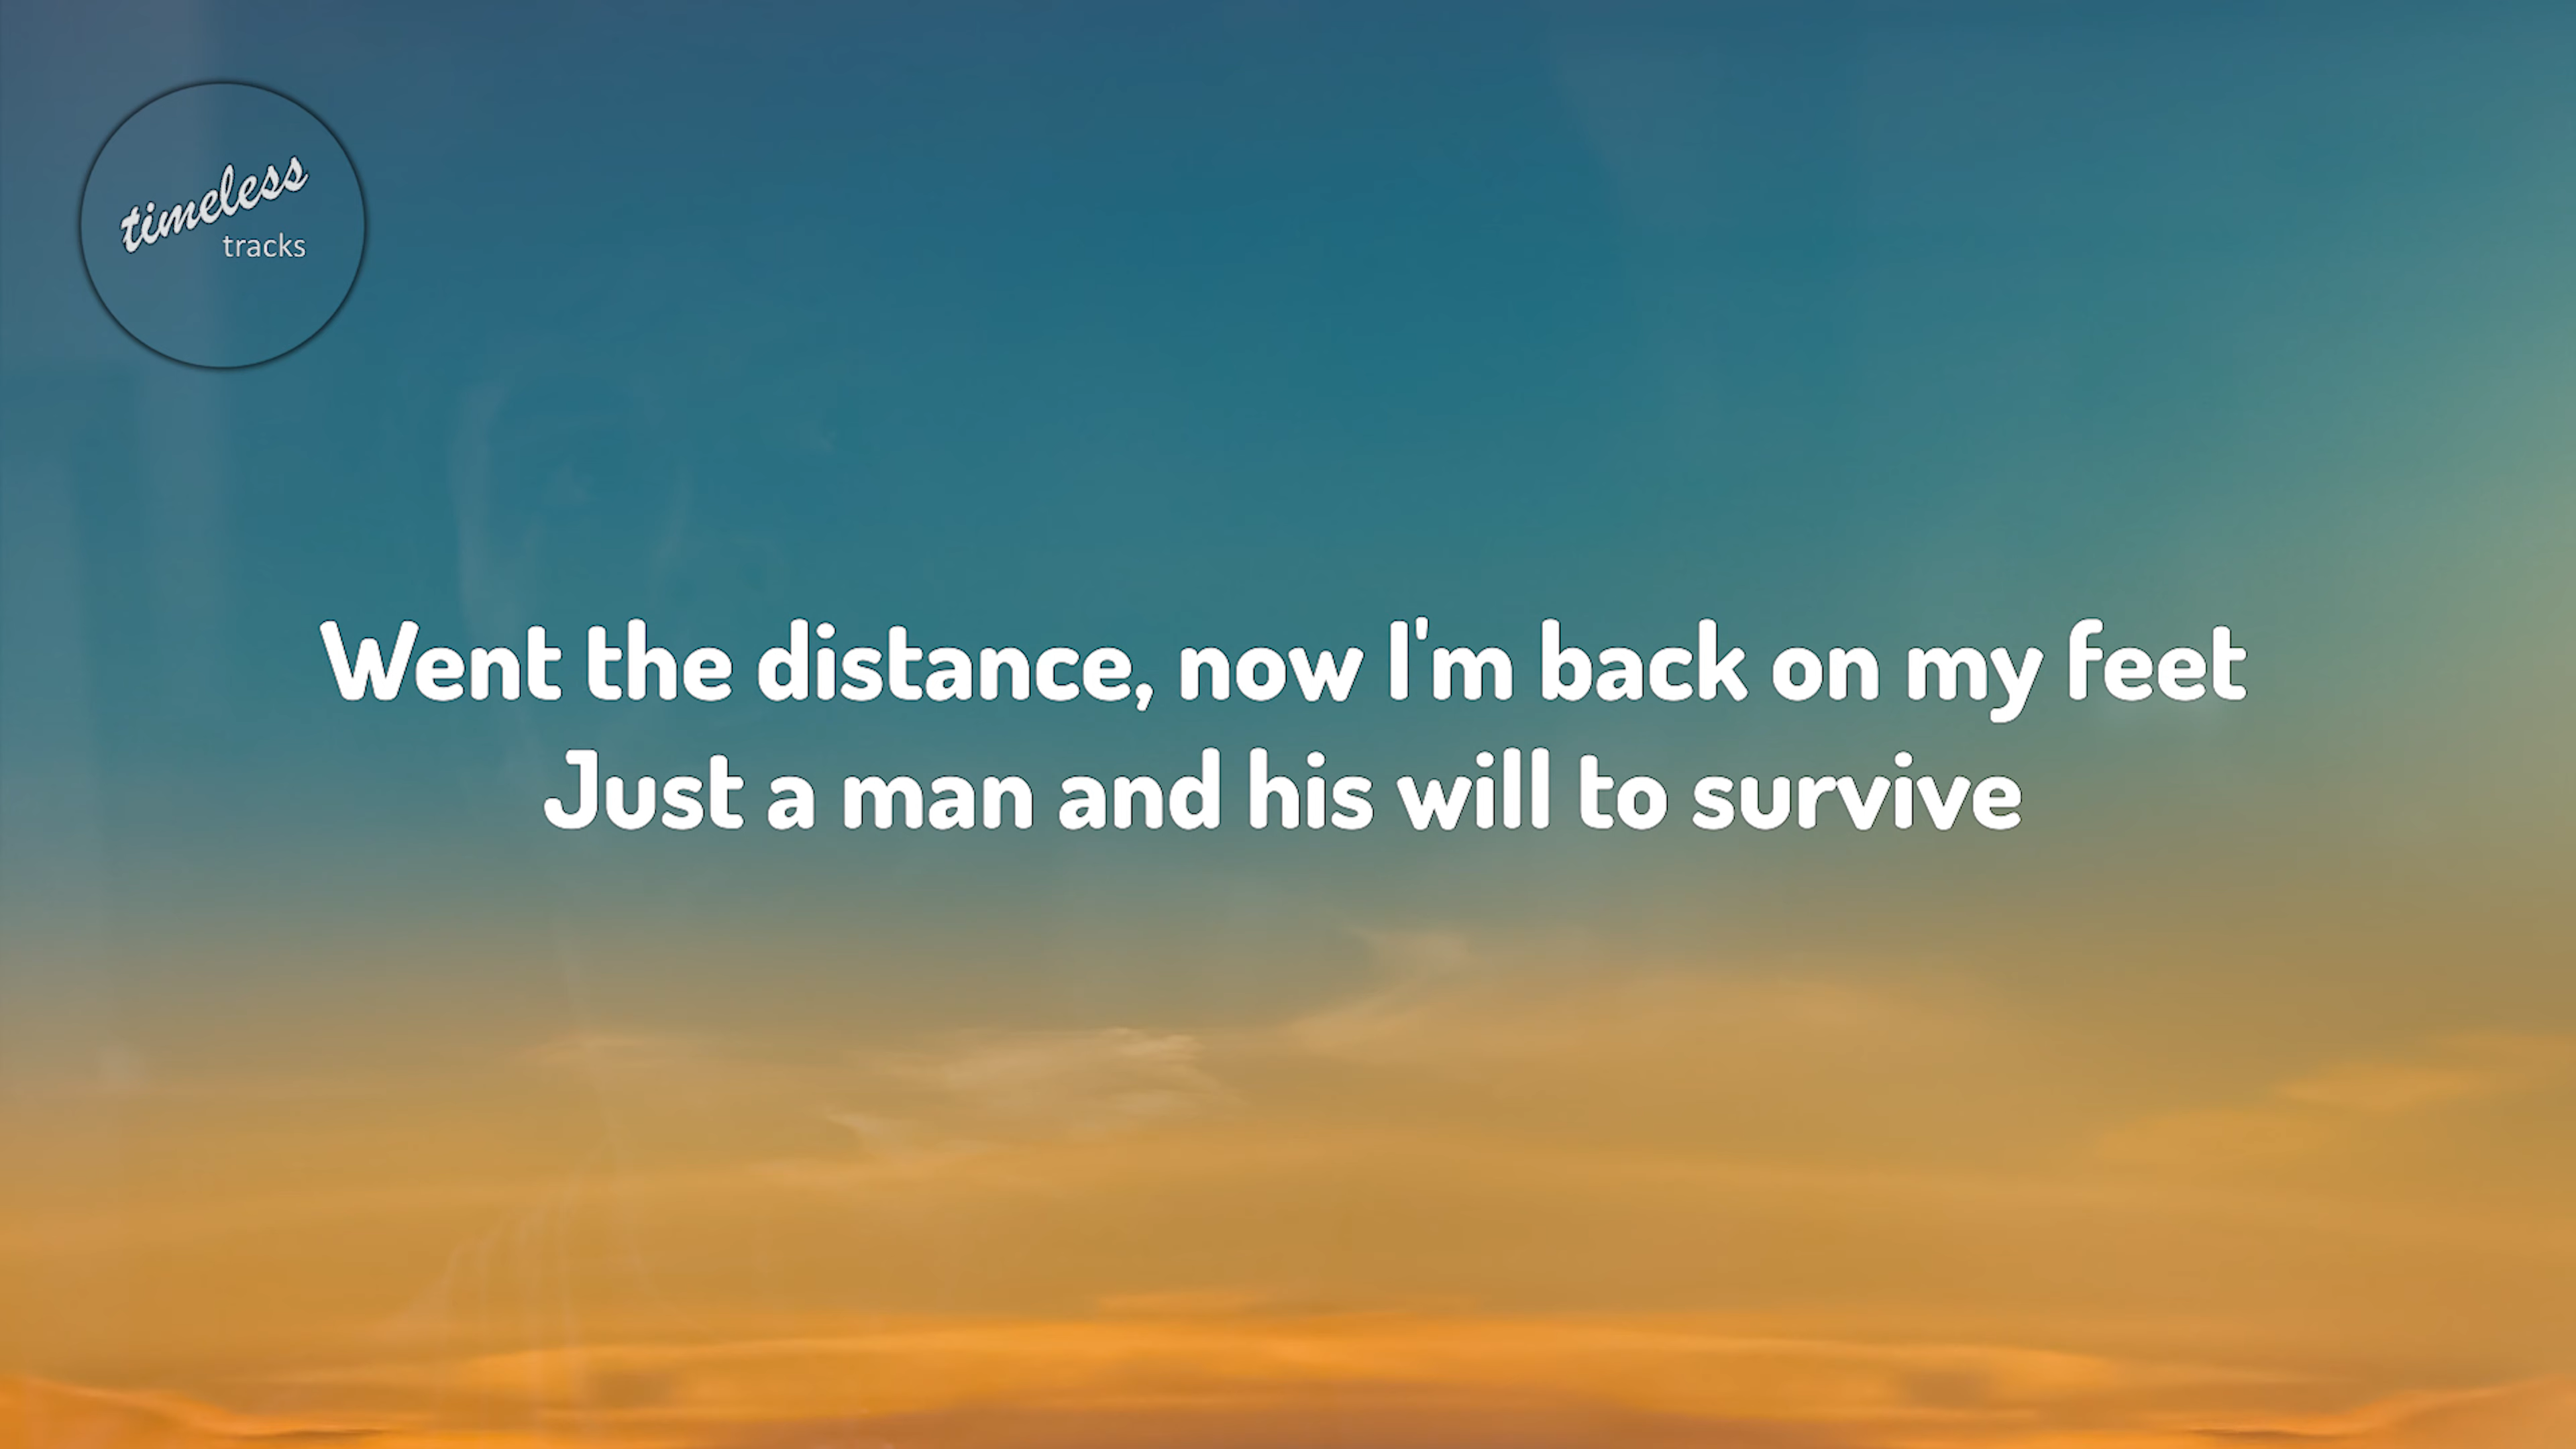 timeless
tracks
Went the distance, now I'm back on my feet
Just a man and his will to survive